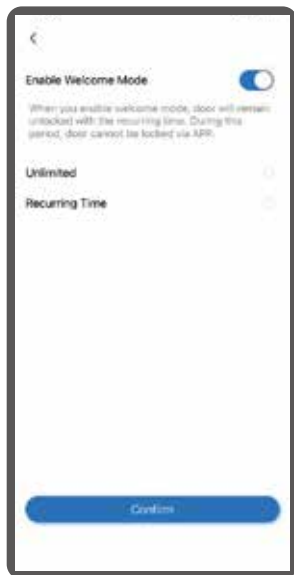 Enable Welcome Mode
When you enable welcome mode, door will remain
unlocked with the recurring time. During this
period, door cannot be locked via APP.
Unlimited
Recurring Time
Confirm